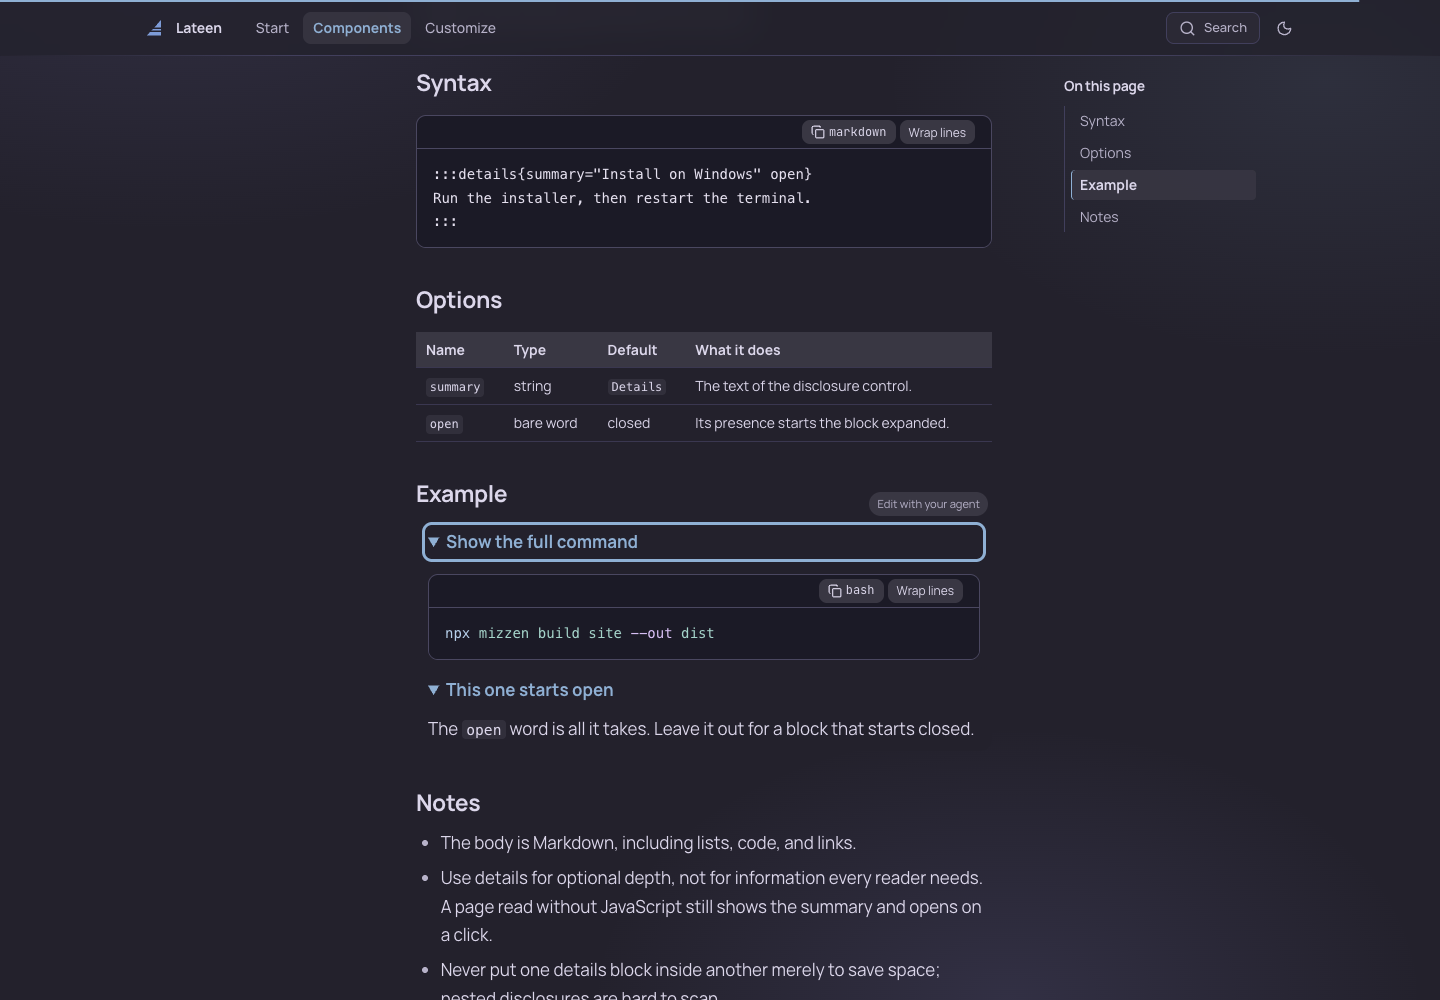 Lateen
Start
Components
Customize
Search
Syntax
markdown
Wrap lines
:::details{summary="Install on Windows" open}
Run the installer, then restart the terminal.
:::
Options
Name Type Default What it does
summary string Details The text of the disclosure control.
open bare word closed Its presence starts the block expanded.
Example
Edit with your agent
Show the full command
bash
Wrap lines
npx mizzen build site --out dist
This one starts open
The open word is all it takes. Leave it out for a block that starts closed.
Notes
The body is Markdown, including lists, code, and links.
Use details for optional depth, not for information every reader needs.
A page read without JavaScript still shows the summary and opens on
a click.
Never put one details block inside another merely to save space;
nested disclosures are hard to scan.
On this page
Syntax
Options
Example
Notes